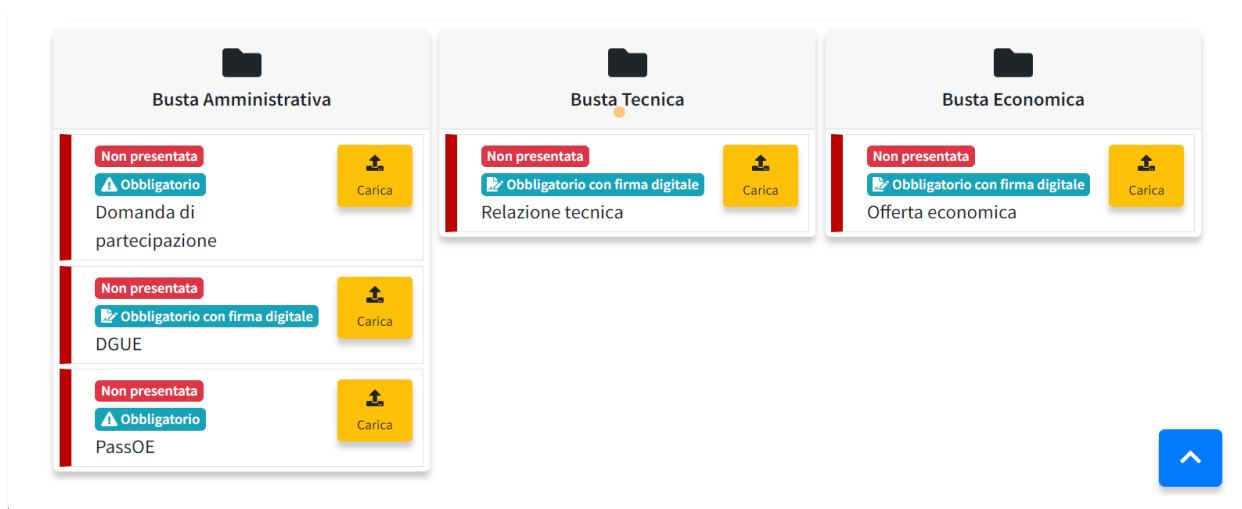 Busta Amministrativa
Non presentata
Obbligatorio
Domanda di
partecipazione
Carica
Non presentata
Obbligatorio con firma digitale
DGUE
Carica
Non presentata
Obbligatorio
PassOE
Carica
Busta Tecnica
Non presentata
Obbligatorio con firma digitale
Relazione tecnica
Carica
Busta Economica
Non presentata
Obbligatorio con firma digitale
Offerta economica
Carica